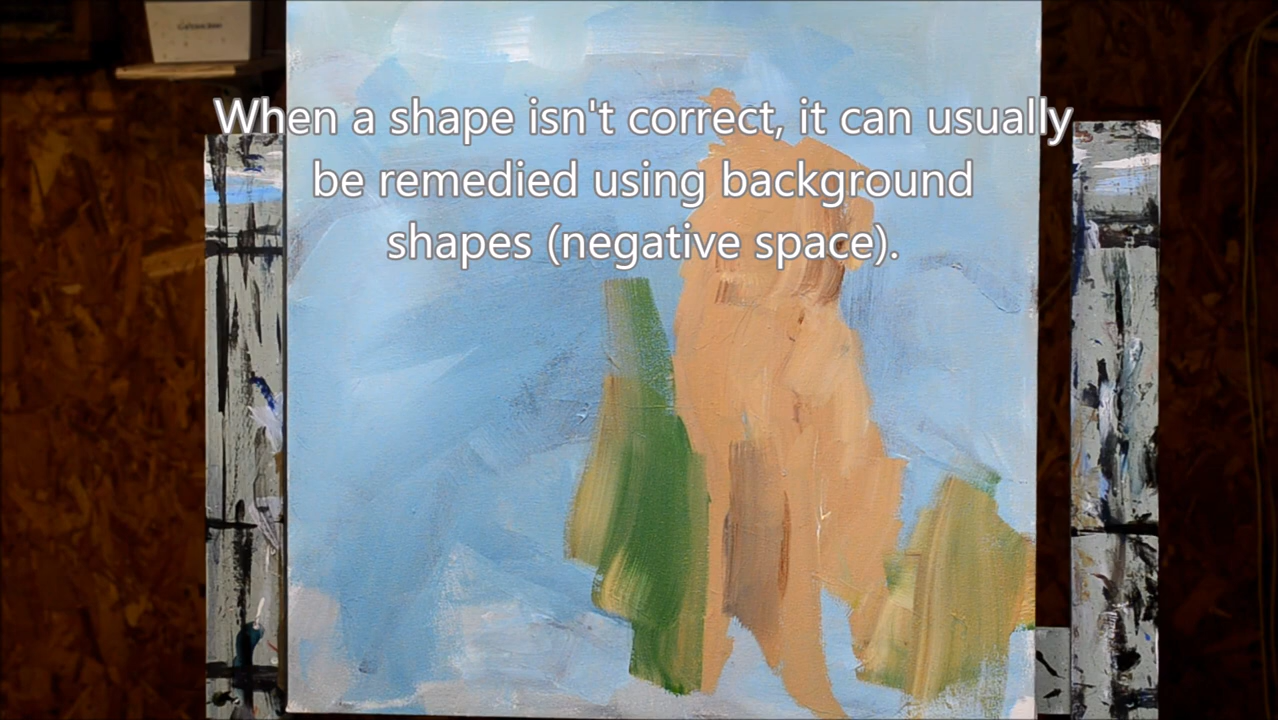 When a shape isn't correct, it can usually
be remedied using background
shapes (negative space).